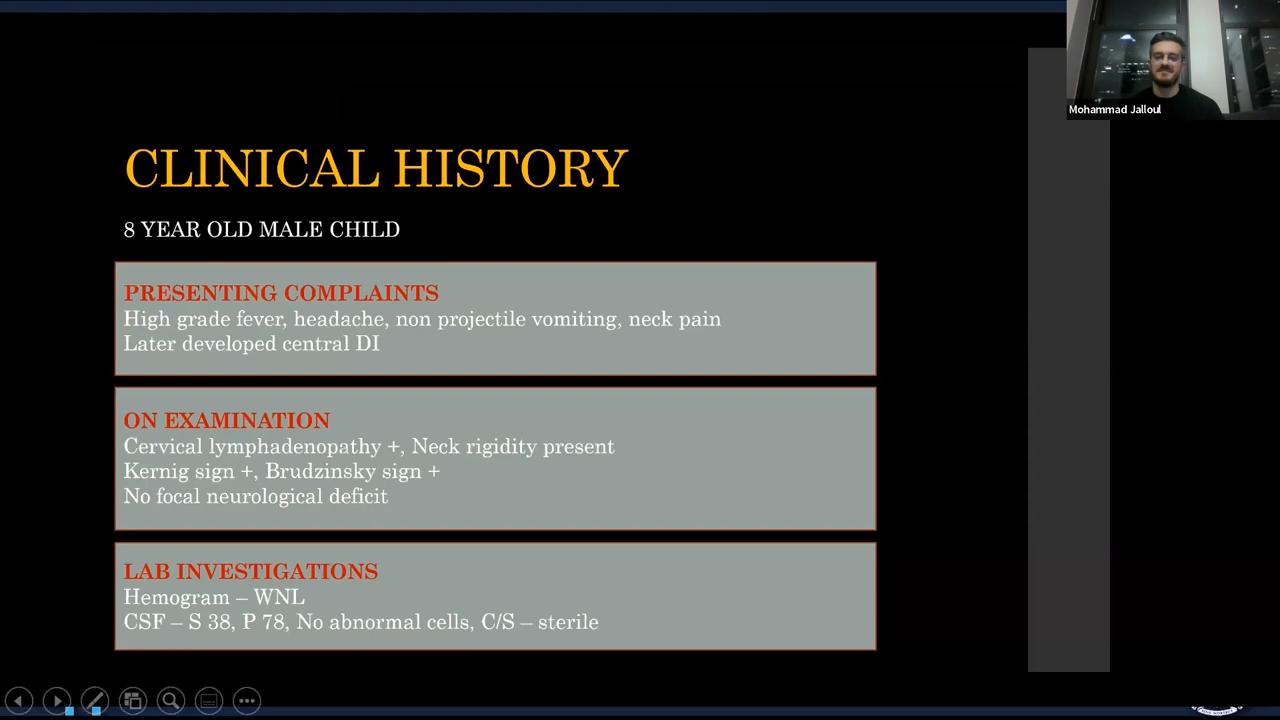 Mohammad Jalloul
CLINICAL HISTORY
8 YEAR OLD MALE CHILD
PRESENTING COMPLAINTS
High grade fever, headache, non projectile vomiting, neck pain
Later developed central DI
ON EXAMINATION
Cervical lymphadenopathy +, Neck rigidity present
Kernig sign +, Brudzinsky sign +
No focal neurological deficit
LAB INVESTIGATIONS
Hemogram – WNL
CSF – S 38, P 78, No abnormal cells, C/S – sterile